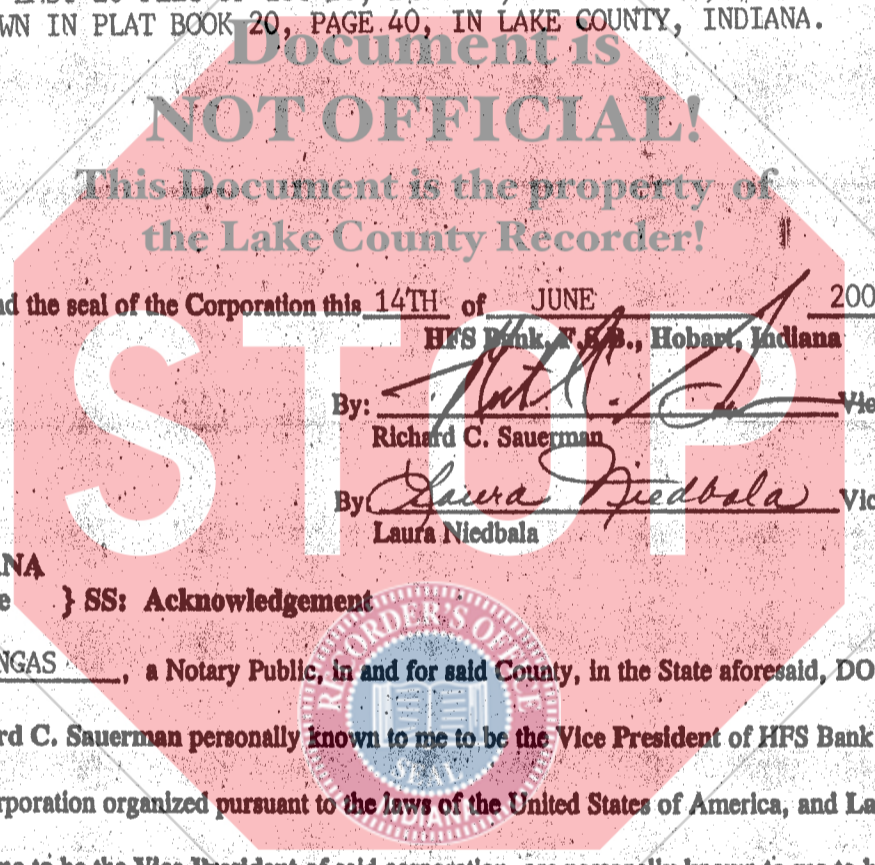 WN IN PLAT BOOK 20, PAGE 40, IN LAKE COUNTY, INDIANA.
Document is
NOT OFFICIAL!
This Document is the property of
the Lake County Recorder!
nd the seal of the Corporation this 14TH of JUNE 200
HFS Bank, F.S.B., Hobart, Indiana
By: Vic
Richard C. Sauerman
STOP
By Laura Niedbala Vic
Laura Niedbala
NA
e } SS: Acknowledgement
RECORDER'S OFFICE
NGAS, a Notary Public, in and for said County, in the State aforesaid, DO
rd C. Sauerman personally known to me to be the Vice President of HFS Bank
SEAL
rporation organized pursuant to the laws of the United States of America, and La
INDIANA